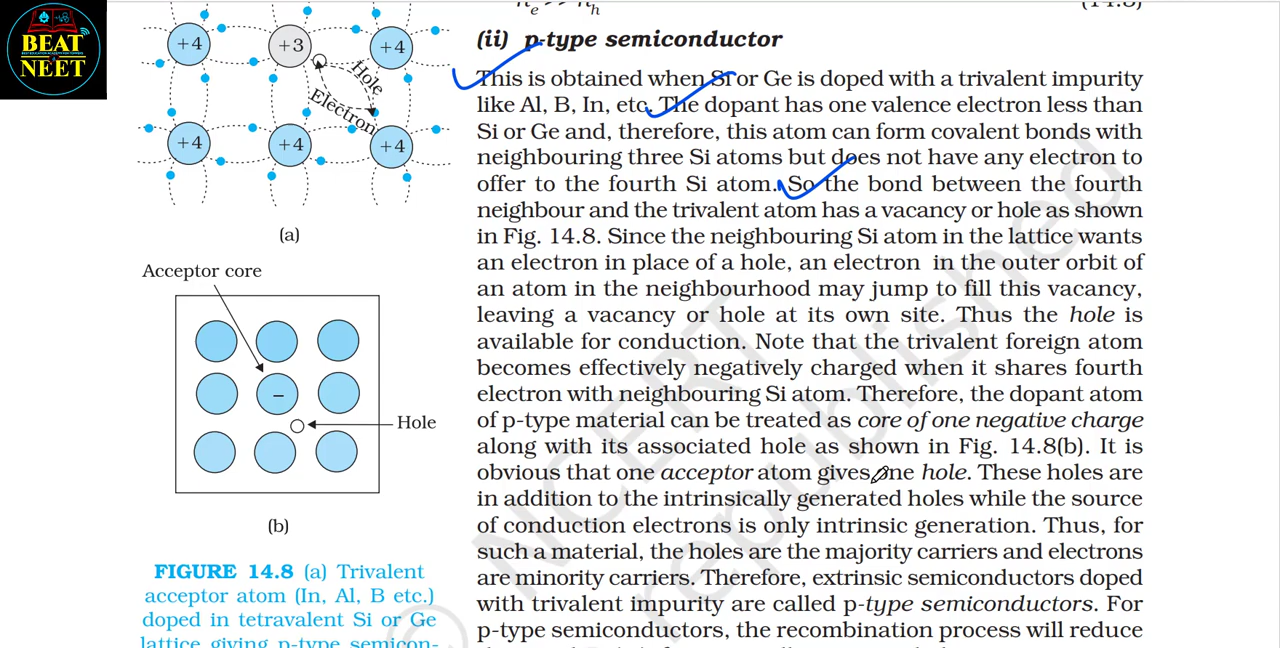 BEAT
NEET
+4
+3
+4
Hole
Electron
+4
+4
+4
(a)
Acceptor core
–
Hole
(b)
FIGURE 14.8 (a) Trivalent
acceptor atom (In, Al, B etc.)
doped in tetravalent Si or Ge
lattice giving p-type semicon-
(ii) p-type semiconductor
This is obtained when Si or Ge is doped with a trivalent impurity
like Al, B, In, etc. The dopant has one valence electron less than
Si or Ge and, therefore, this atom can form covalent bonds with
neighbouring three Si atoms but does not have any electron to
offer to the fourth Si atom. So the bond between the fourth
neighbour and the trivalent atom has a vacancy or hole as shown
in Fig. 14.8. Since the neighbouring Si atom in the lattice wants
an electron in place of a hole, an electron in the outer orbit of
an atom in the neighbourhood may jump to fill this vacancy,
leaving a vacancy or hole at its own site. Thus the hole is
available for conduction. Note that the trivalent foreign atom
becomes effectively negatively charged when it shares fourth
electron with neighbouring Si atom. Therefore, the dopant atom
of p-type material can be treated as core of one negative charge
along with its associated hole as shown in Fig. 14.8(b). It is
obvious that one acceptor atom gives one hole. These holes are
in addition to the intrinsically generated holes while the source
of conduction electrons is only intrinsic generation. Thus, for
such a material, the holes are the majority carriers and electrons
are minority carriers. Therefore, extrinsic semiconductors doped
with trivalent impurity are called p-type semiconductors. For
p-type semiconductors, the recombination process will reduce
© NCERT
republished